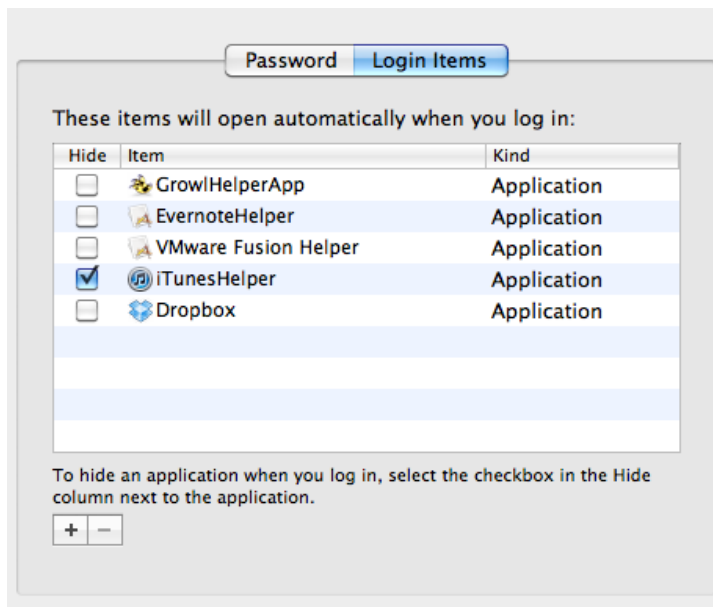 Password Login Items
These items will open automatically when you log in:
Hide Item Kind
GrowlHelperApp Application
EvernoteHelper Application
VMware Fusion Helper Application
iTunesHelper Application
Dropbox Application
To hide an application when you log in, select the checkbox in the Hide
column next to the application.
+ −